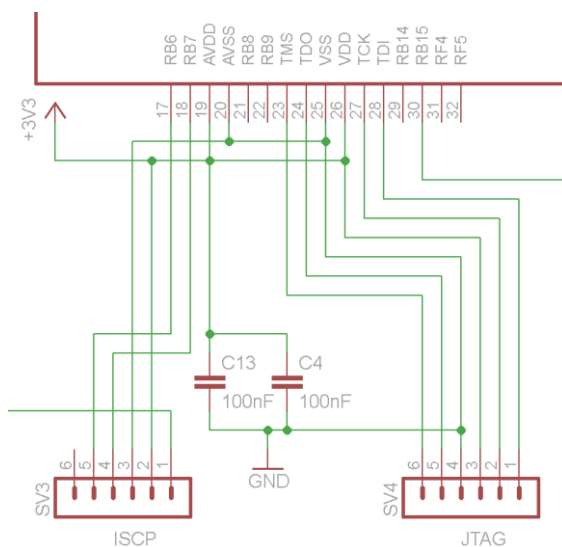 RB6
RB7
AVDD
AVSS
RB8
RB9
TMS
TDO
VSS
VDD
TCK
TDI
RB14
RB15
RF4
RF5
17
18
19
20
21
22
23
24
25
26
27
28
29
30
31
32
+3V3
C13
C4
100nF
100nF
GND
6
5
4
3
2
1
SV3
ISCP
6
5
4
3
2
1
SV4
JTAG